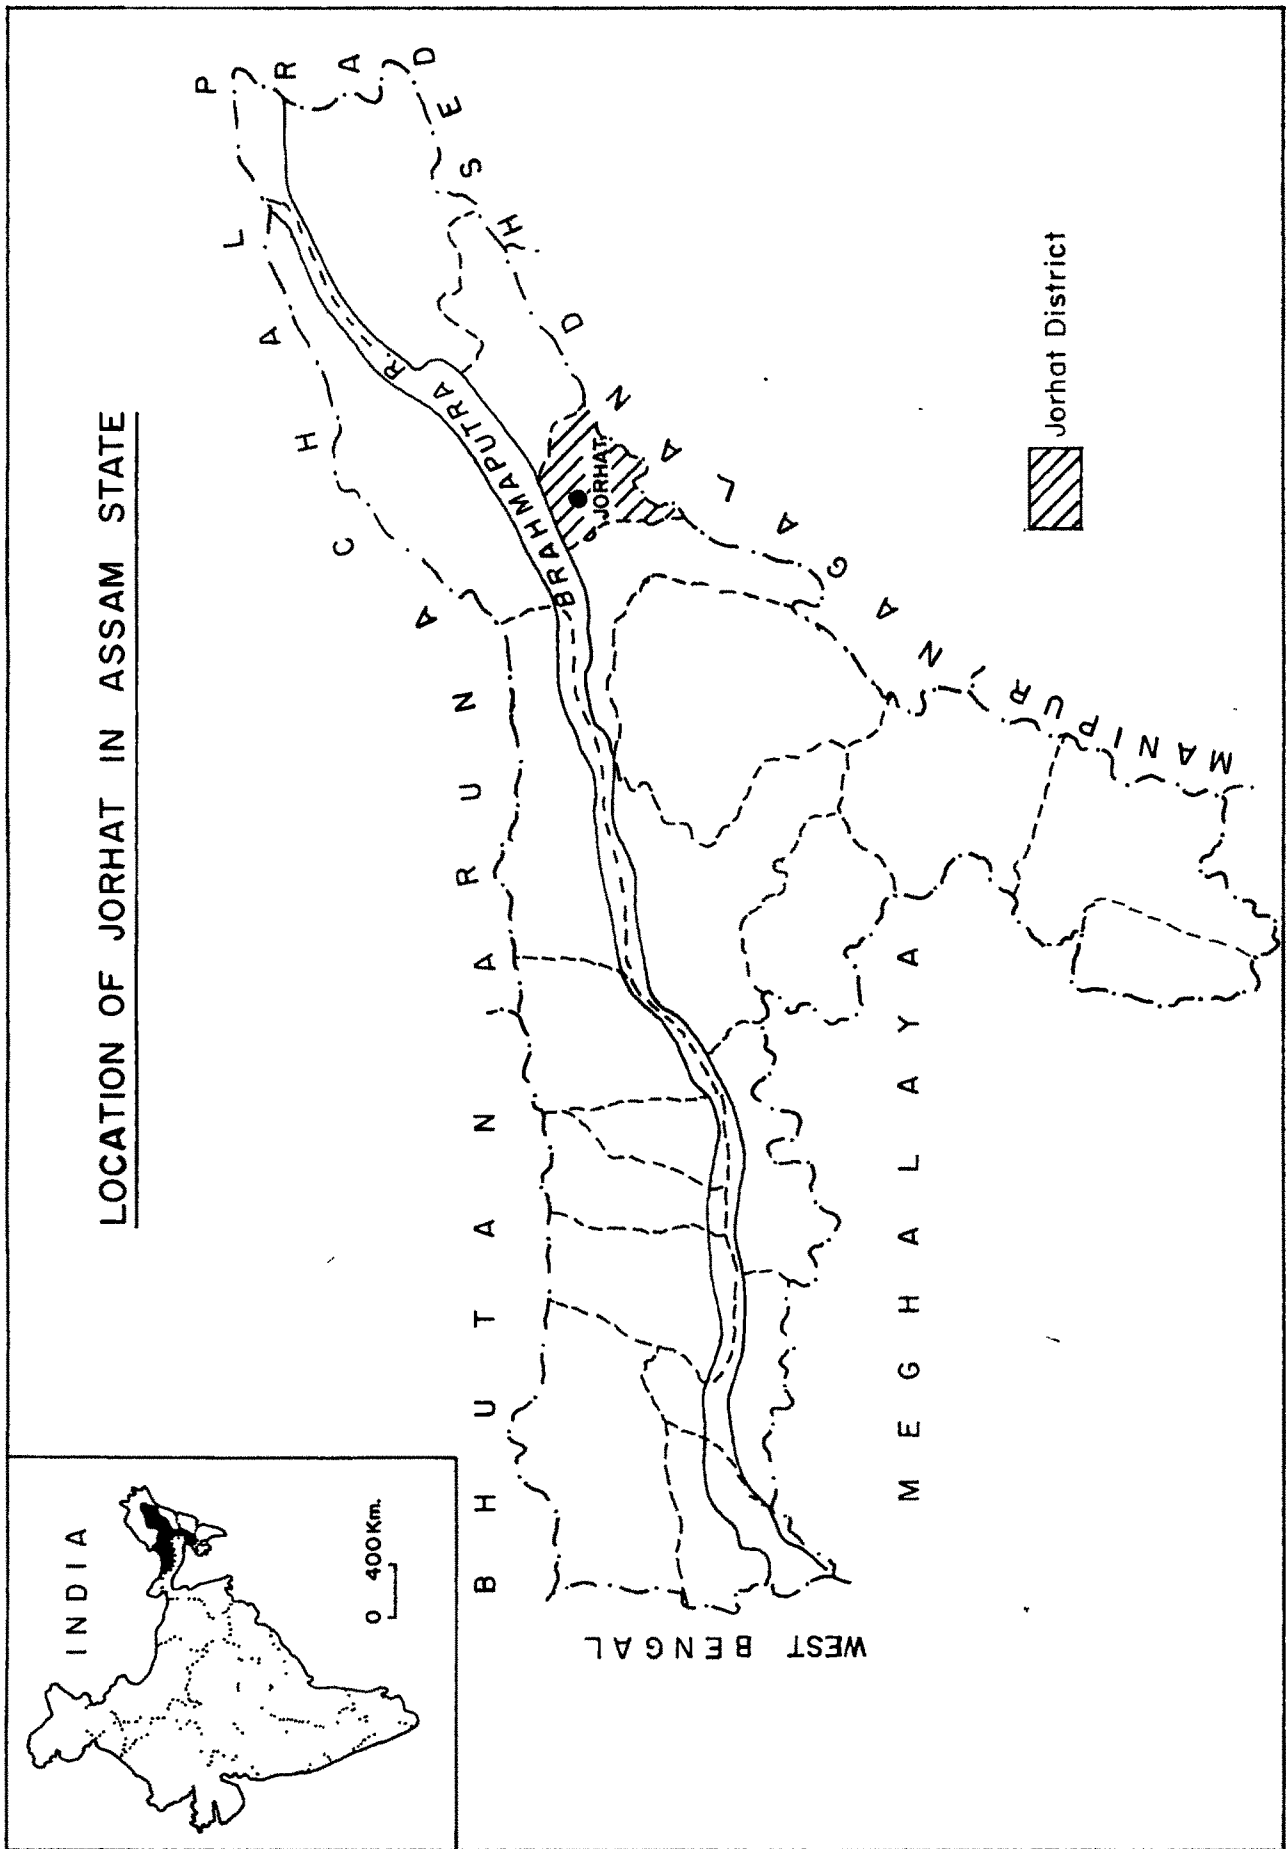 LOCATION OF JORHAT IN ASSAM STATE
INDIA
0 400Km.
BHUTAN
ARUNACHAL PRADESH
BRAHMAPUTRA R.
JORHAT
NAGALAND
MANIPUR
MEGHALAYA
WEST BENGAL
Jorhat District